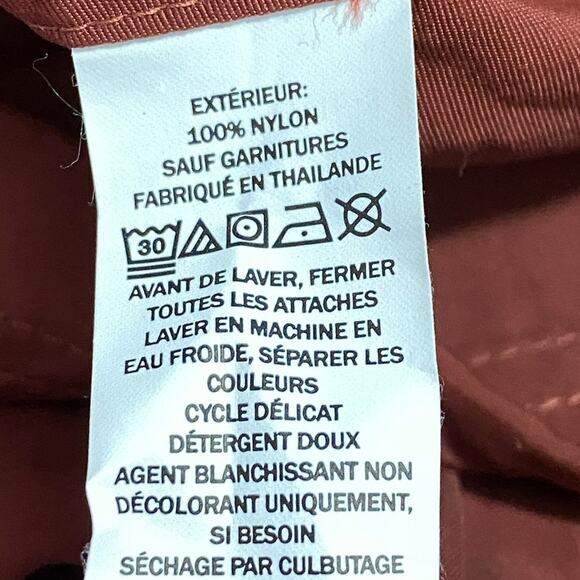 EXTÉRIEUR:
100% NYLON
SAUF GARNITURES
FABRIQUÉ EN THAILANDE
30
AVANT DE LAVER, FERMER
TOUTES LES ATTACHES
LAVER EN MACHINE EN
EAU FROIDE, SÉPARER LES
COULEURS
CYCLE DÉLICAT
DÉTERGENT DOUX
AGENT BLANCHISSANT NON
DÉCOLORANT UNIQUEMENT,
SI BESOIN
SÉCHAGE PAR CULBUTAGE